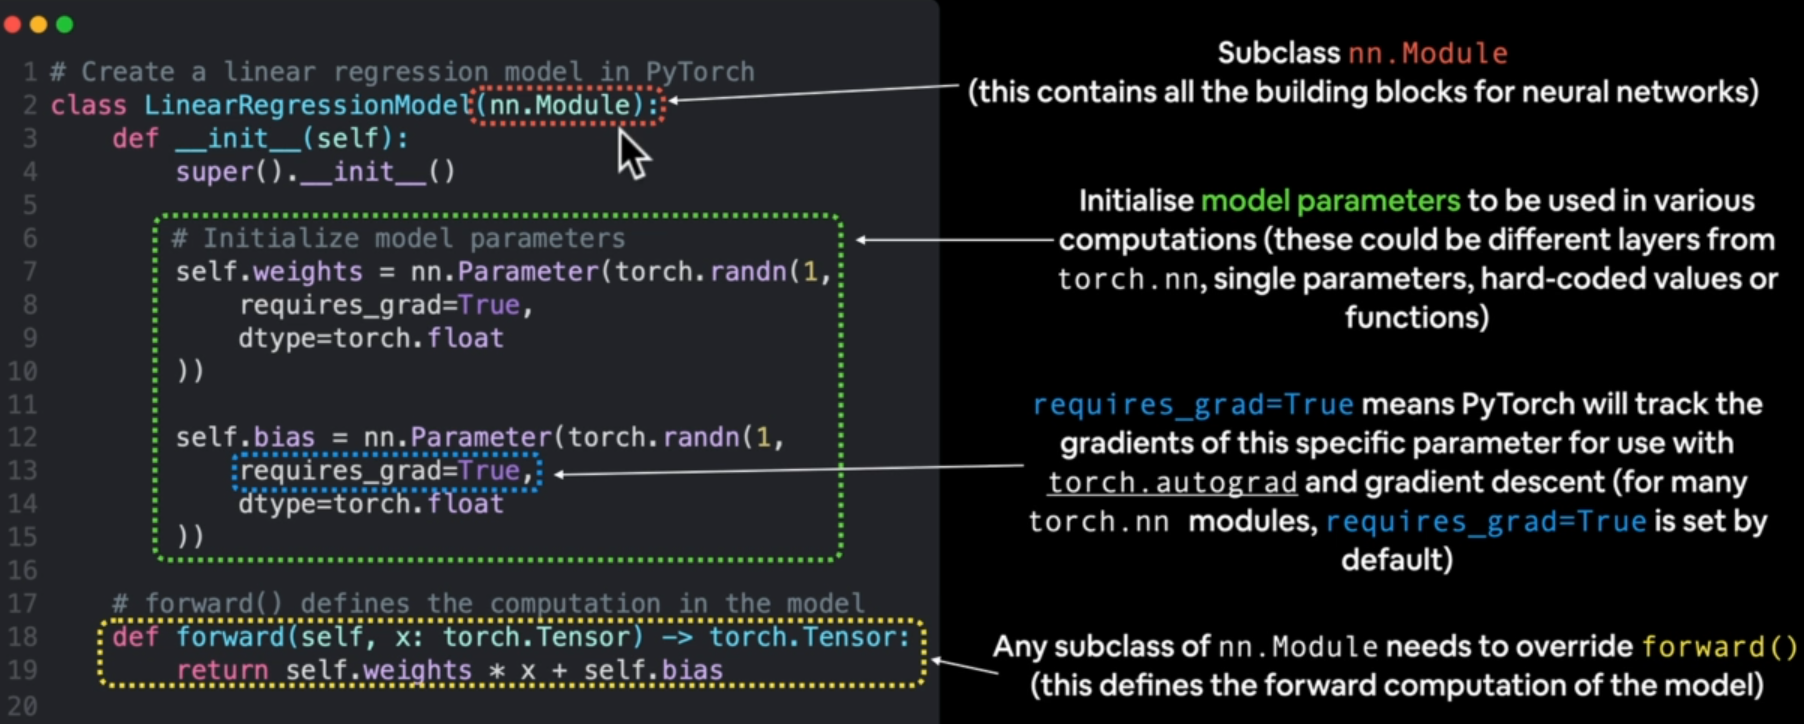 1 # Create a linear regression model in PyTorch
2 class LinearRegressionModel(nn.Module):
3     def __init__(self):
4         super().__init__()
5
6         # Initialize model parameters
7         self.weights = nn.Parameter(torch.randn(1,
8             requires_grad=True,
9             dtype=torch.float
10         ))
11
12         self.bias = nn.Parameter(torch.randn(1,
13             requires_grad=True,
14             dtype=torch.float
15         ))
16
17     # forward() defines the computation in the model
18     def forward(self, x: torch.Tensor) -> torch.Tensor:
19         return self.weights * x + self.bias
20
Subclass nn.Module
(this contains all the building blocks for neural networks)
Initialise model parameters to be used in various
computations (these could be different layers from
torch.nn, single parameters, hard-coded values or
functions)
requires_grad=True means PyTorch will track the
gradients of this specific parameter for use with
torch.autograd and gradient descent (for many
torch.nn modules, requires_grad=True is set by
default)
Any subclass of nn.Module needs to override forward()
(this defines the forward computation of the model)